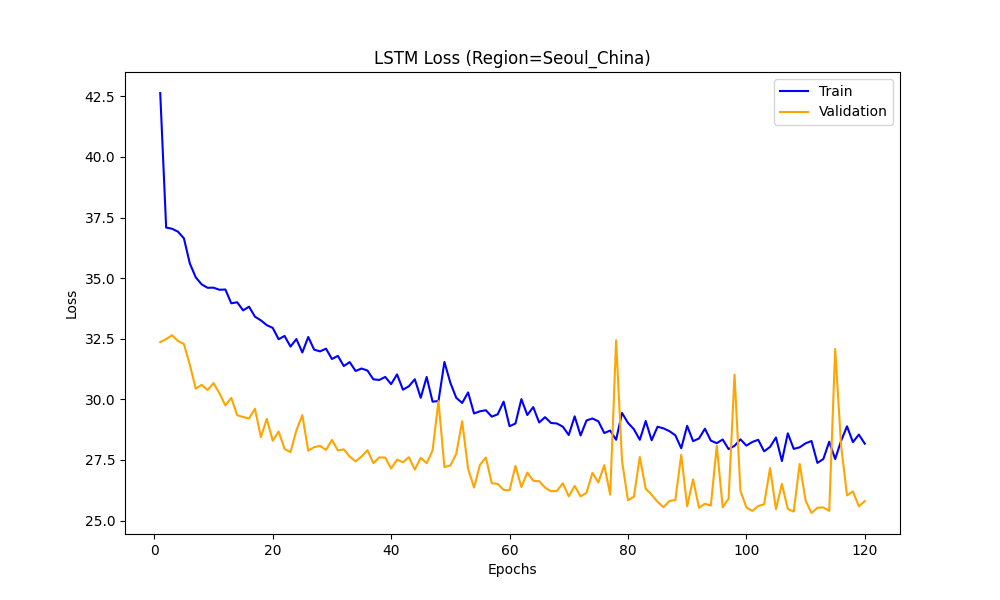 LSTM Loss (Region=Seoul_China)
Train
Validation
42.5
40.0
37.5
35.0
32.5
30.0
27.5
25.0
Loss
0 20 40 60 80 100 120
Epochs